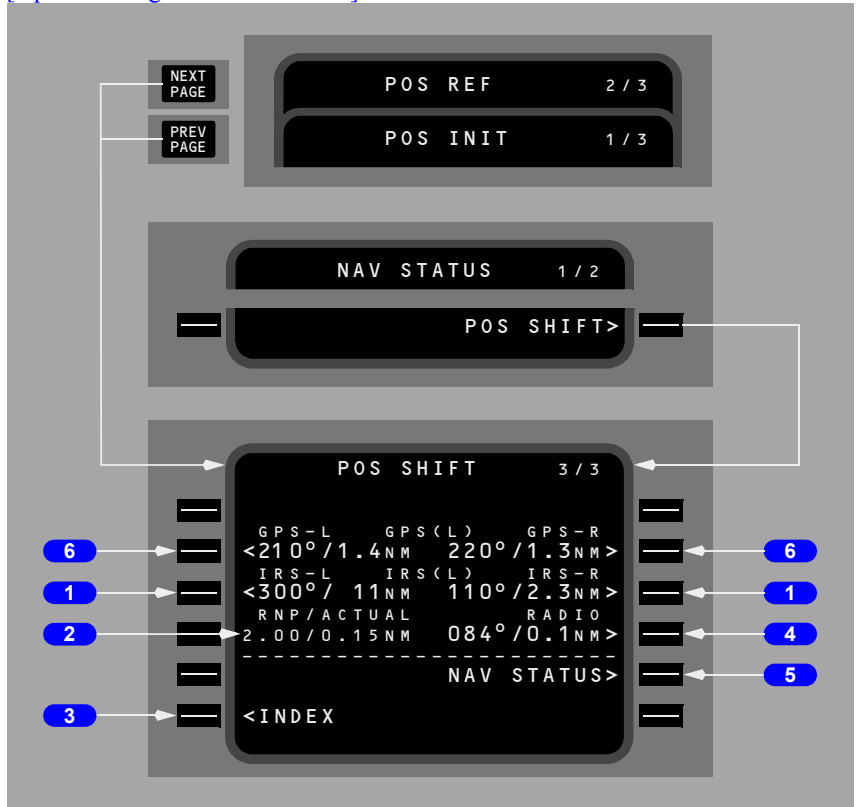 NEXT PAGE
POS REF 2/3
PREV PAGE
POS INIT 1/3
NAV STATUS 1/2
POS SHIFT>
POS SHIFT 3/3
GPS-L GPS(L) GPS-R
6 <210°/1.4NM 220°/1.3NM> 6
IRS-L IRS(L) IRS-R
1 <300°/ 11NM 110°/2.3NM> 1
RNP/ACTUAL RADIO
2 2.00/0.15NM 084°/0.1NM> 4
------------------------
NAV STATUS> 5
3 <INDEX